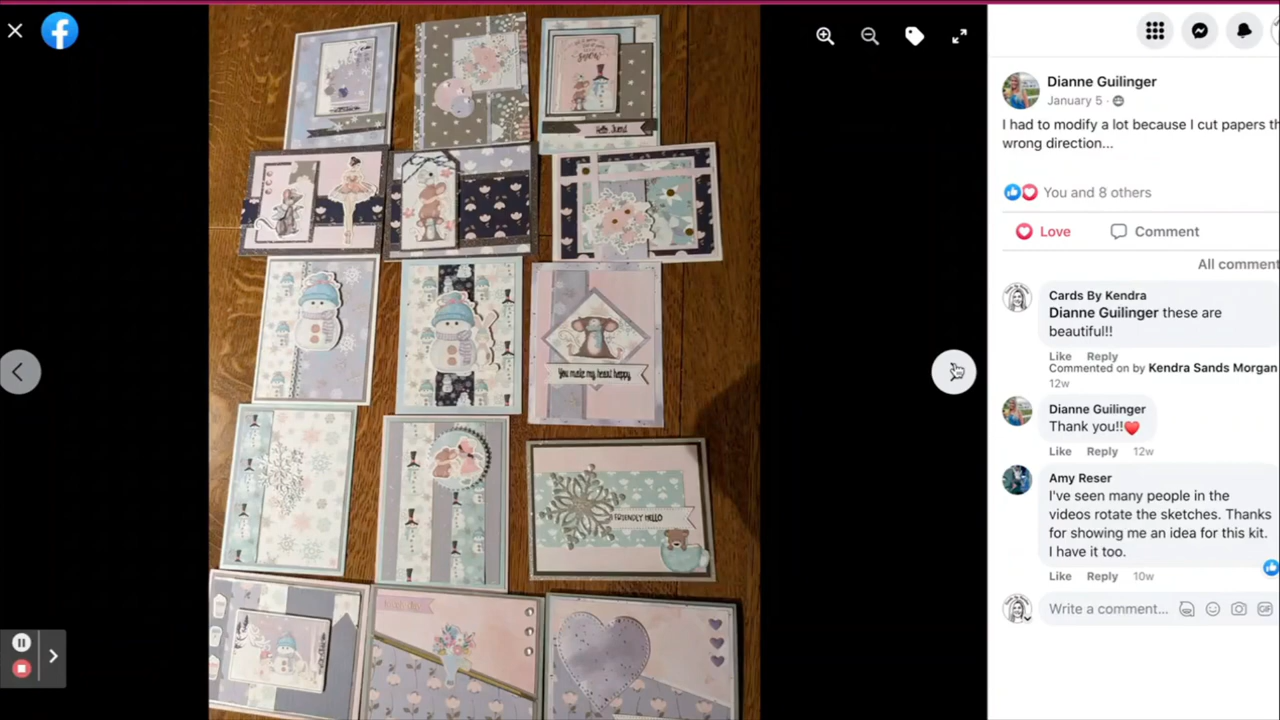 Dianne Guilinger
January 5 ·
I had to modify a lot because I cut papers th
wrong direction...
You and 8 others
Love
Comment
All comment
Cards By Kendra
Dianne Guilinger these are
beautiful!!
Like Reply
Commented on by Kendra Sands Morgan
12w
Dianne Guilinger
Thank you!!
Like Reply 12w
Amy Reser
I've seen many people in the
videos rotate the sketches. Thanks
for showing me an idea for this kit.
I have it too.
Like Reply 10w
Write a comment...
GIF
Hello there!
You make my heart happy
A FRIENDLY HELLO